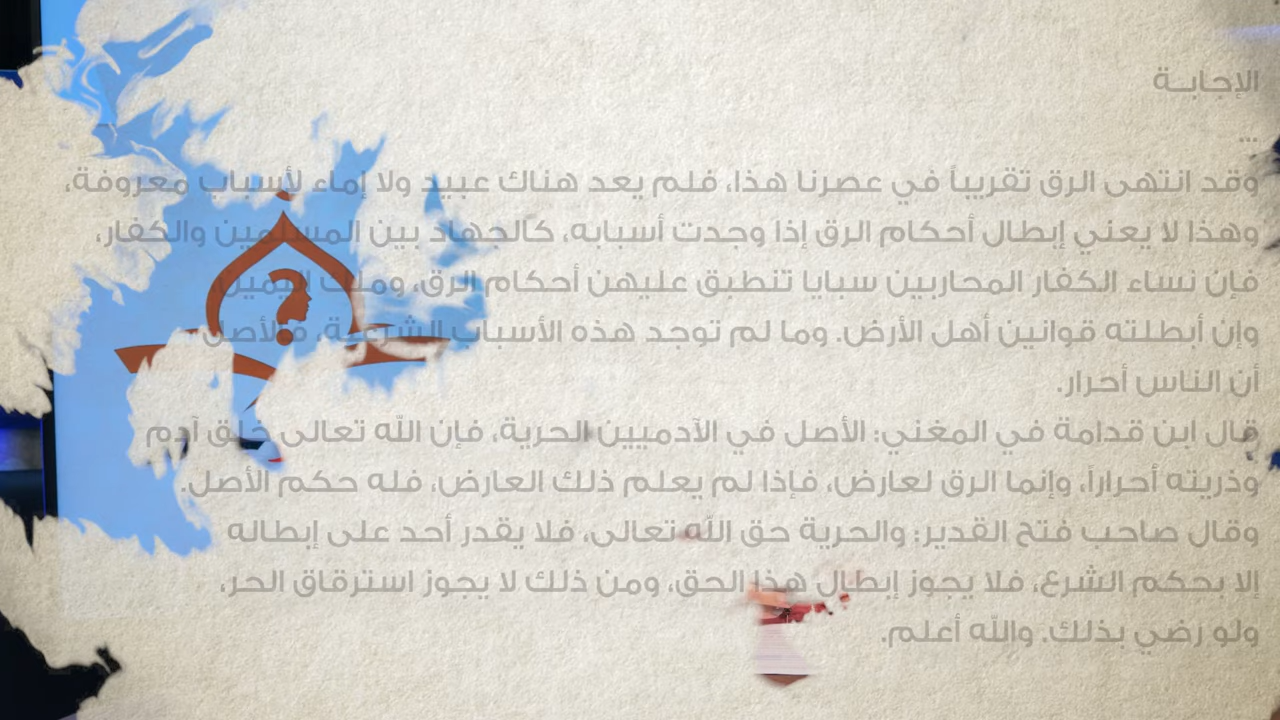 الإجابــة
...
وقد انتهى الرق تقريباً في عصرنا هذا، فلم يعد هناك عبيد ولا إماء لأسباب معروفة،
وهذا لا يعني إبطال أحكام الرق إذا وجدت أسبابه، كالجهاد بين المسلمين والكفار،
فإن نساء الكفار المحاربين سبايا تنطبق عليهن أحكام الرق، وملك اليمين
وإن أبطلته قوانين أهل الأرض. وما لم توجد هذه الأسباب الشرعية، فالأصل
أن الناس أحرار.
قال ابن قدامة في المغني: الأصل في الآدميين الحرية، فإن الله تعالى خلق آدم
وذريته أحراراً، وإنما الرق لعارض، فإذا لم يعلم ذلك العارض، فله حكم الأصل.
وقال صاحب فتح القدير: والحرية حق الله تعالى، فلا يقدر أحد على إبطاله
إلا بحكم الشرع، فلا يجوز إبطال هذا الحق، ومن ذلك لا يجوز استرقاق الحر،
ولو رضي بذلك. والله أعلم.